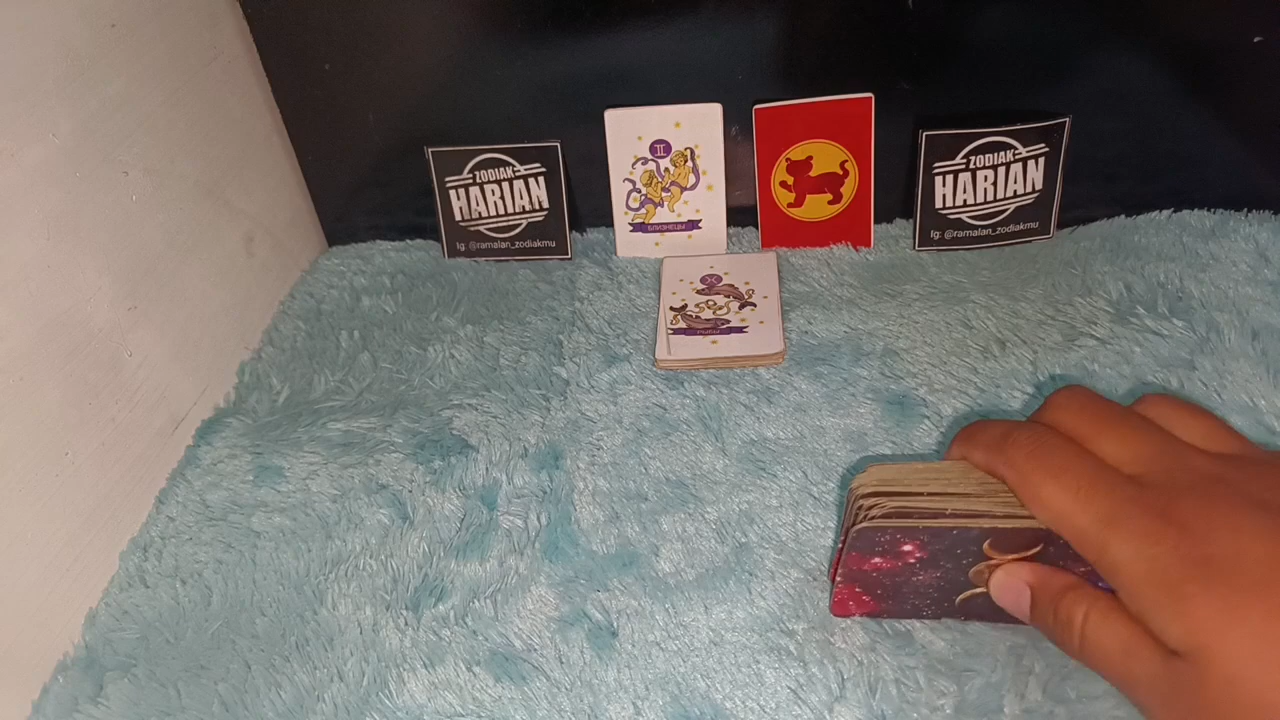 ZODIAK
HARIAN
Ig: @ramalan_zodiakmu
БЛИЗНЕЦЫ
ZODIAK
HARIAN
Ig: @ramalan_zodiakmu
РЫБЫ